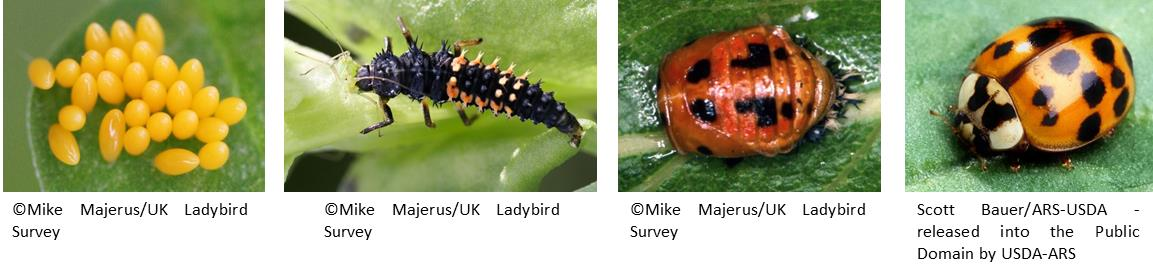 ©Mike Majerus/UK Ladybird
Survey
©Mike Majerus/UK Ladybird
Survey
©Mike Majerus/UK Ladybird
Survey
Scott Bauer/ARS-USDA -
released into the Public
Domain by USDA-ARS